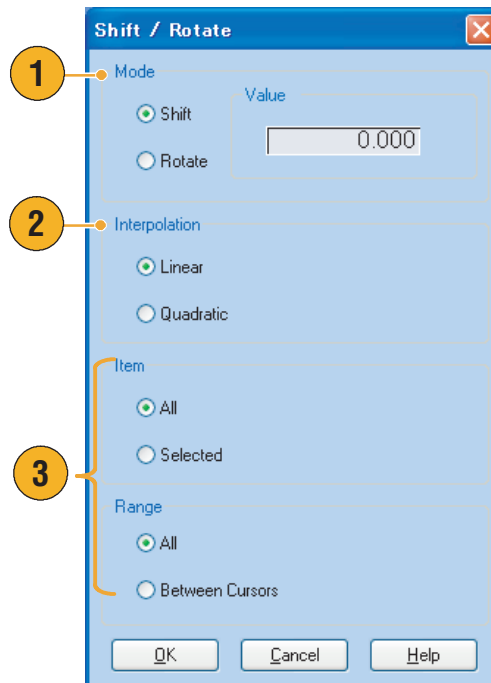 Shift / Rotate
1
Mode
Value
Shift
0.000
Rotate
2
Interpolation
Linear
Quadratic
Item
All
Selected
3
Range
All
Between Cursors
OK Cancel Help